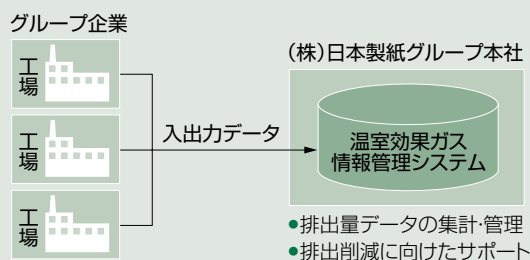 グループ企業
工場
工場
工場
入出力データ
(株)日本製紙グループ本社
温室効果ガス
情報管理システム
●排出量データの集計・管理
●排出削減に向けたサポート